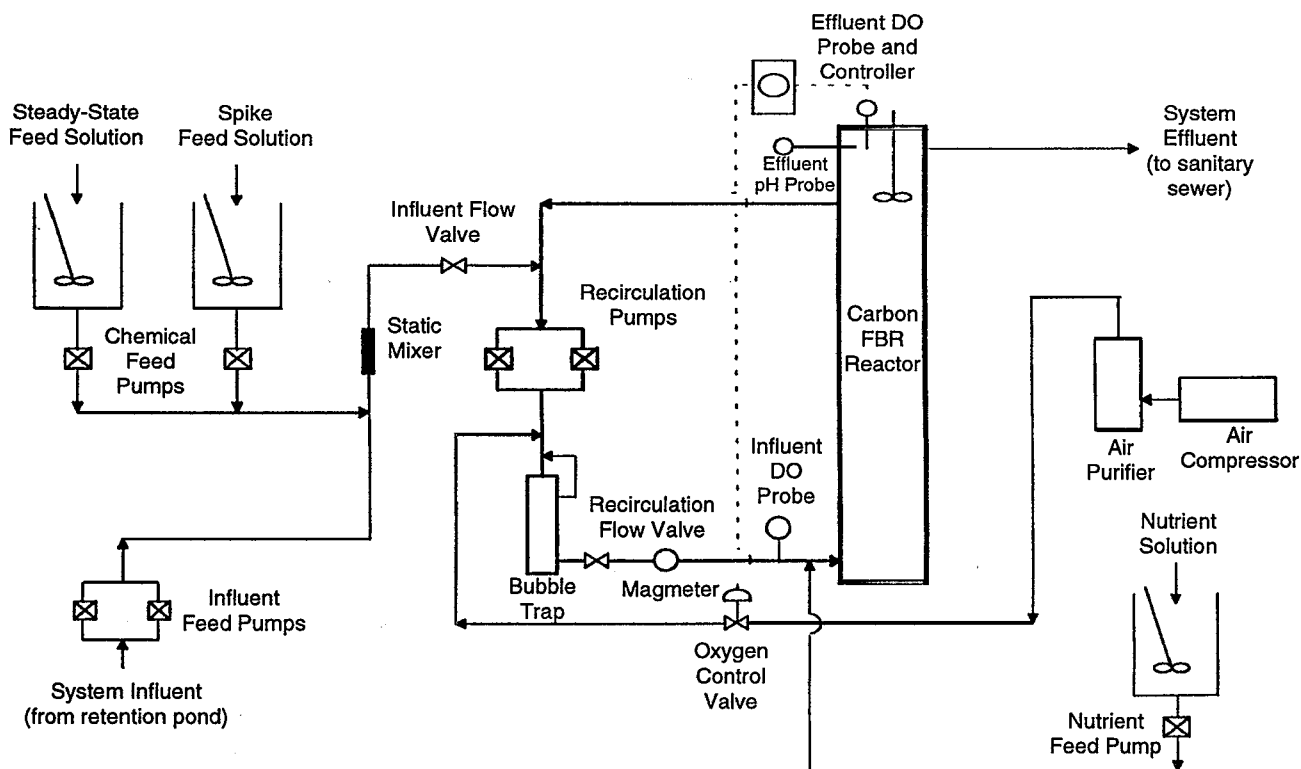 Effluent DO
Probe and
Controller
Steady-State
Feed Solution
Spike
Feed Solution
System
Effluent
(to sanitary
sewer)
Effluent
pH Probe
Influent Flow
Valve
Recirculation
Pumps
Static
Mixer
Chemical
Feed
Pumps
Carbon
FBR
Reactor
Air
Purifier
Air
Compressor
Influent
DO
Probe
Recirculation
Flow Valve
Magmeter
Bubble
Trap
Nutrient
Solution
Influent
Feed Pumps
Oxygen
Control
Valve
System Influent
(from retention pond)
Nutrient
Feed Pump